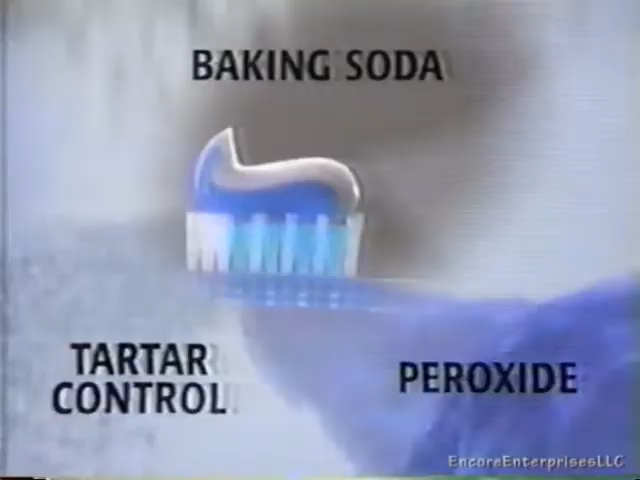 BAKING SODA
TARTAR
CONTROL
PEROXIDE
EncoreEnterprisesLLC